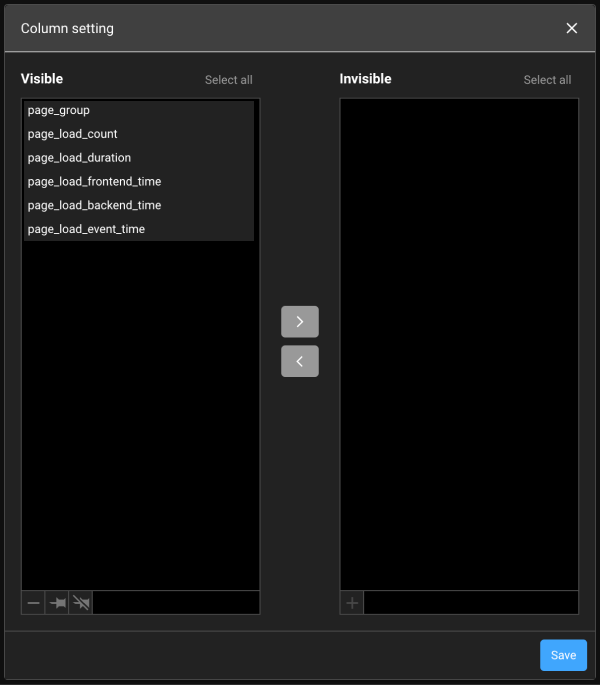 Column setting
Visible
Select all
Invisible
Select all
page_group
page_load_count
page_load_duration
page_load_frontend_time
page_load_backend_time
page_load_event_time
Save